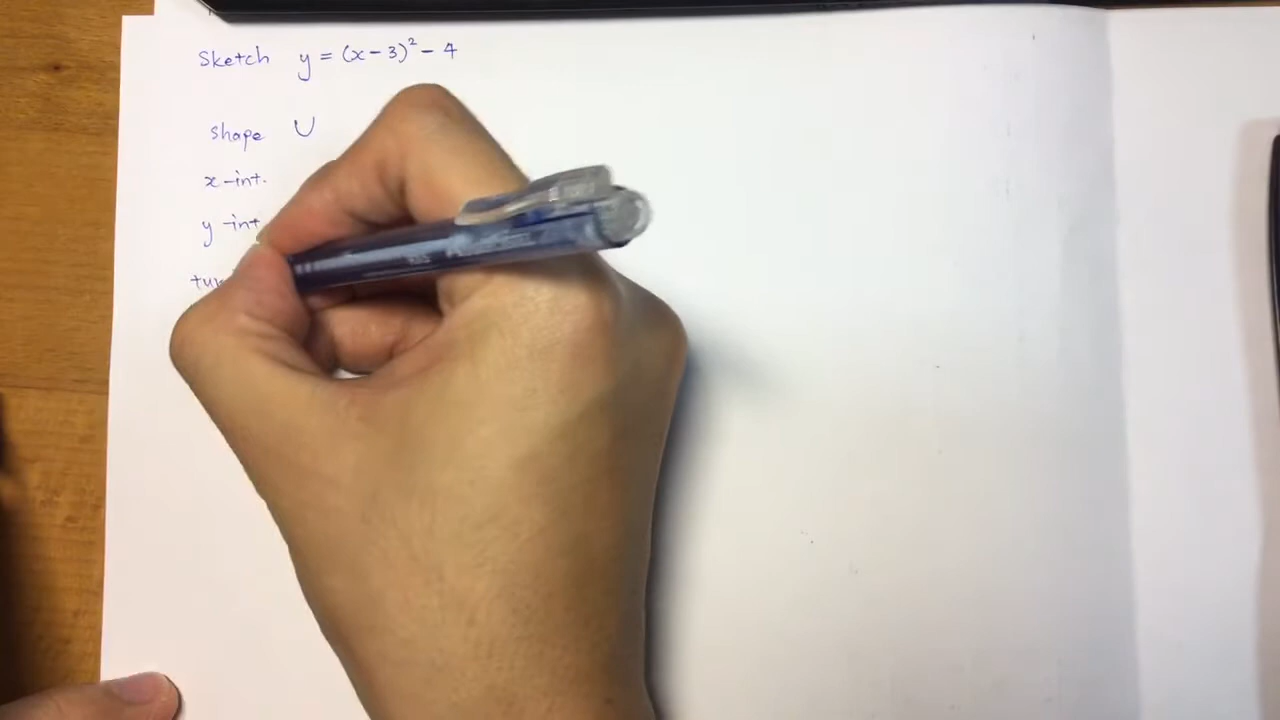 Sketch y = (x-3)² - 4
shape U
x-int.
y-int